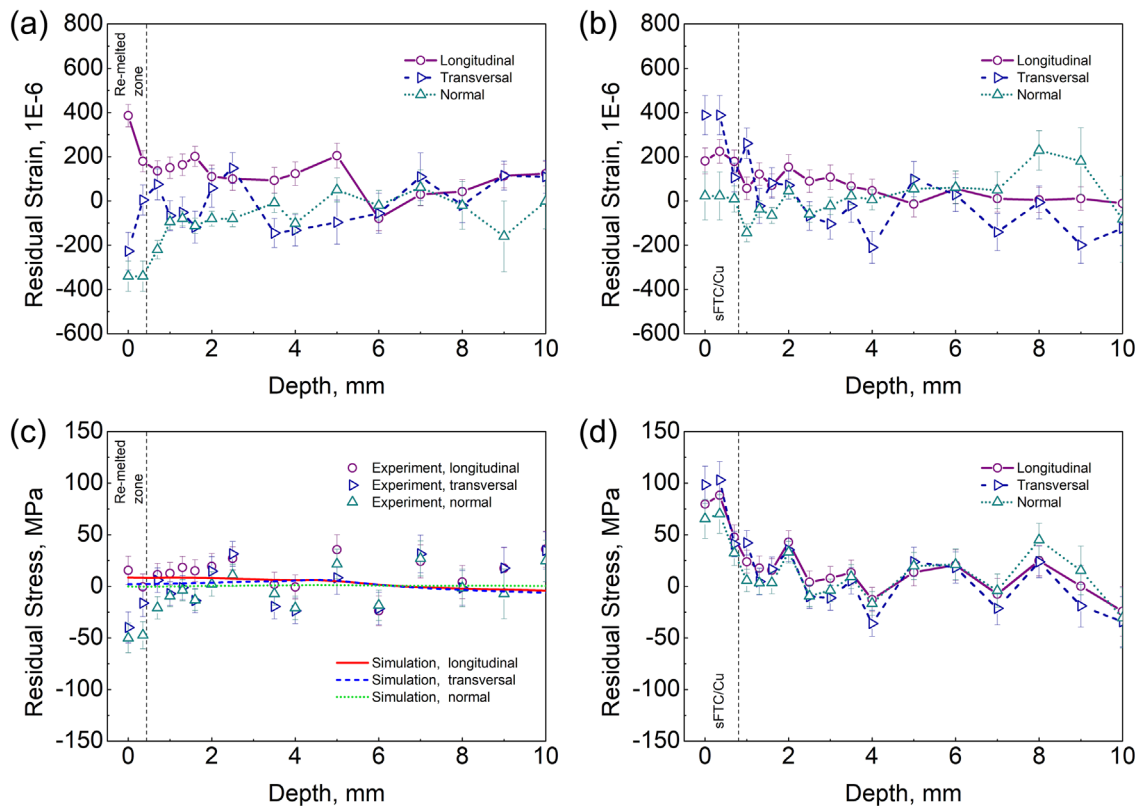 (a)
800
600
400
200
0
-200
-400
-600
Residual Strain, 1E-6
Re-melted
zone
Longitudinal
Transversal
Normal
0 2 4 6 8 10
Depth, mm
(b)
800
600
400
200
0
-200
-400
-600
Residual Strain, 1E-6
sFTC/Cu
Longitudinal
Transversal
Normal
0 2 4 6 8 10
Depth, mm
(c)
150
100
50
0
-50
-100
-150
Residual Stress, MPa
Re-melted
zone
Experiment, longitudinal
Experiment, transversal
Experiment, normal
Simulation, longitudinal
Simulation, transversal
Simulation, normal
0 2 4 6 8 10
Depth, mm
(d)
150
100
50
0
-50
-100
-150
Residual Stress, MPa
sFTC/Cu
Longitudinal
Transversal
Normal
0 2 4 6 8 10
Depth, mm